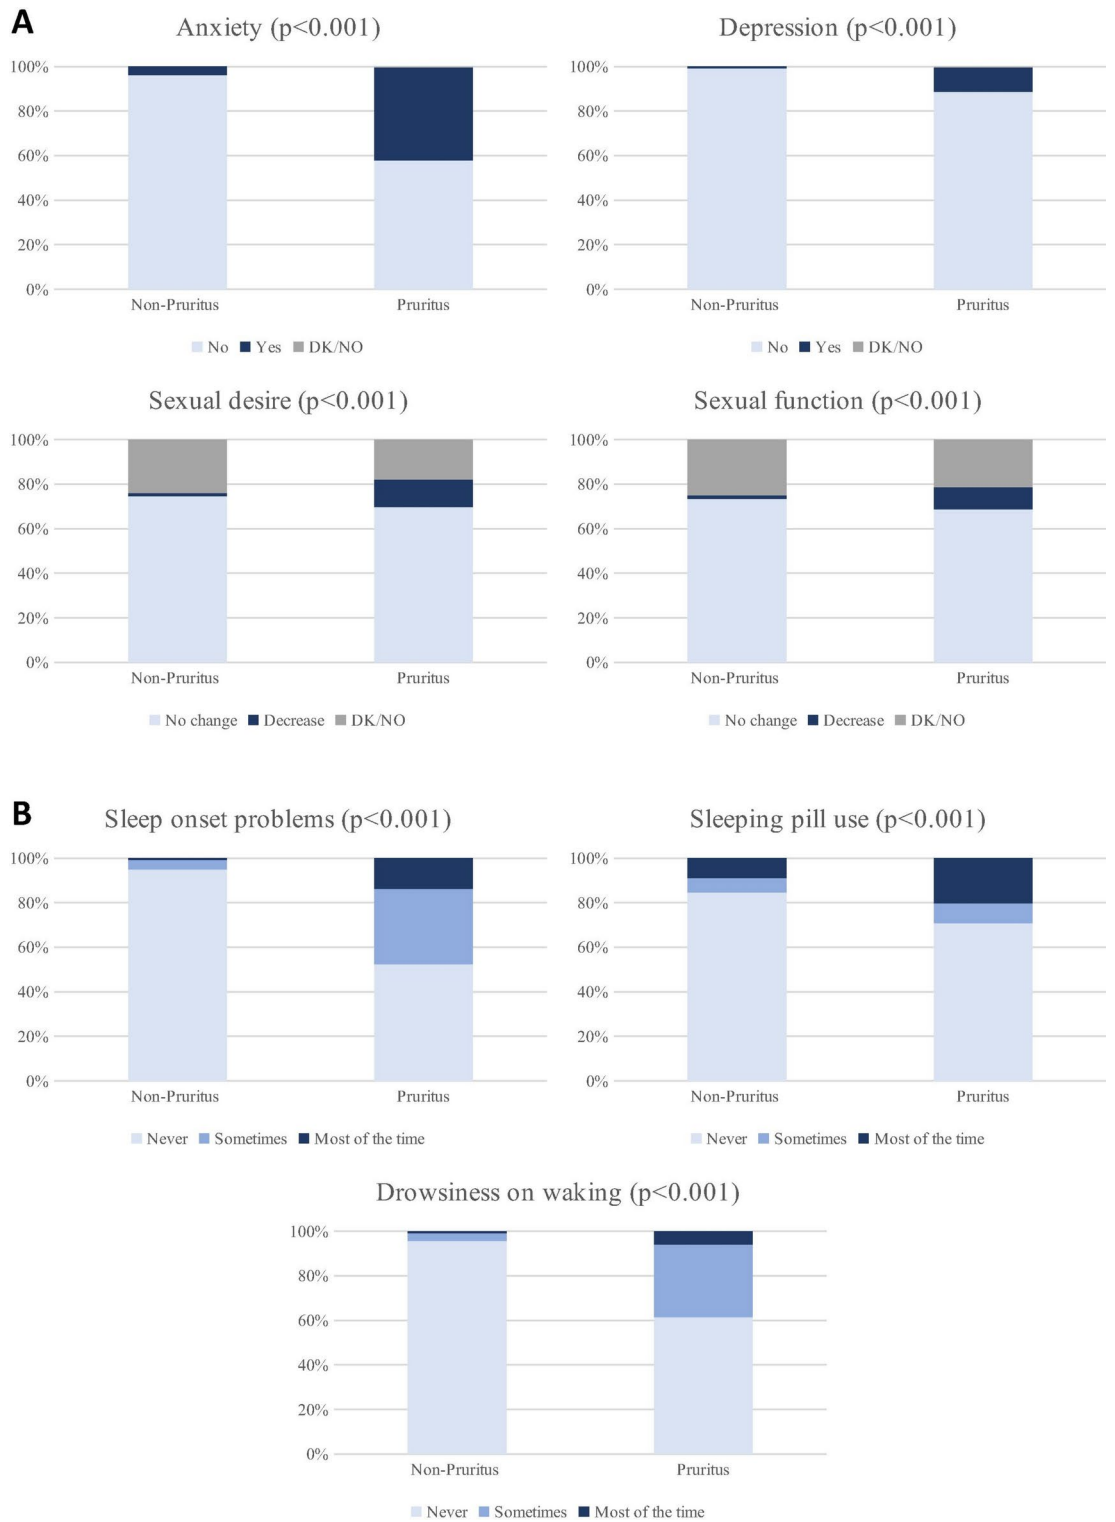 A
Anxiety (p<0.001)
100%
80%
60%
40%
20%
0%
Non-Pruritus
Pruritus
No Yes DK/NO
Depression (p<0.001)
100%
80%
60%
40%
20%
0%
Non-Pruritus
Pruritus
No Yes DK/NO
Sexual desire (p<0.001)
100%
80%
60%
40%
20%
0%
Non-Pruritus
Pruritus
No change Decrease DK/NO
Sexual function (p<0.001)
100%
80%
60%
40%
20%
0%
Non-Pruritus
Pruritus
No change Decrease DK/NO
B
Sleep onset problems (p<0.001)
100%
80%
60%
40%
20%
0%
Non-Pruritus
Pruritus
Never Sometimes Most of the time
Sleeping pill use (p<0.001)
100%
80%
60%
40%
20%
0%
Non-Pruritus
Pruritus
Never Sometimes Most of the time
Drowsiness on waking (p<0.001)
100%
80%
60%
40%
20%
0%
Non-Pruritus
Pruritus
Never Sometimes Most of the time